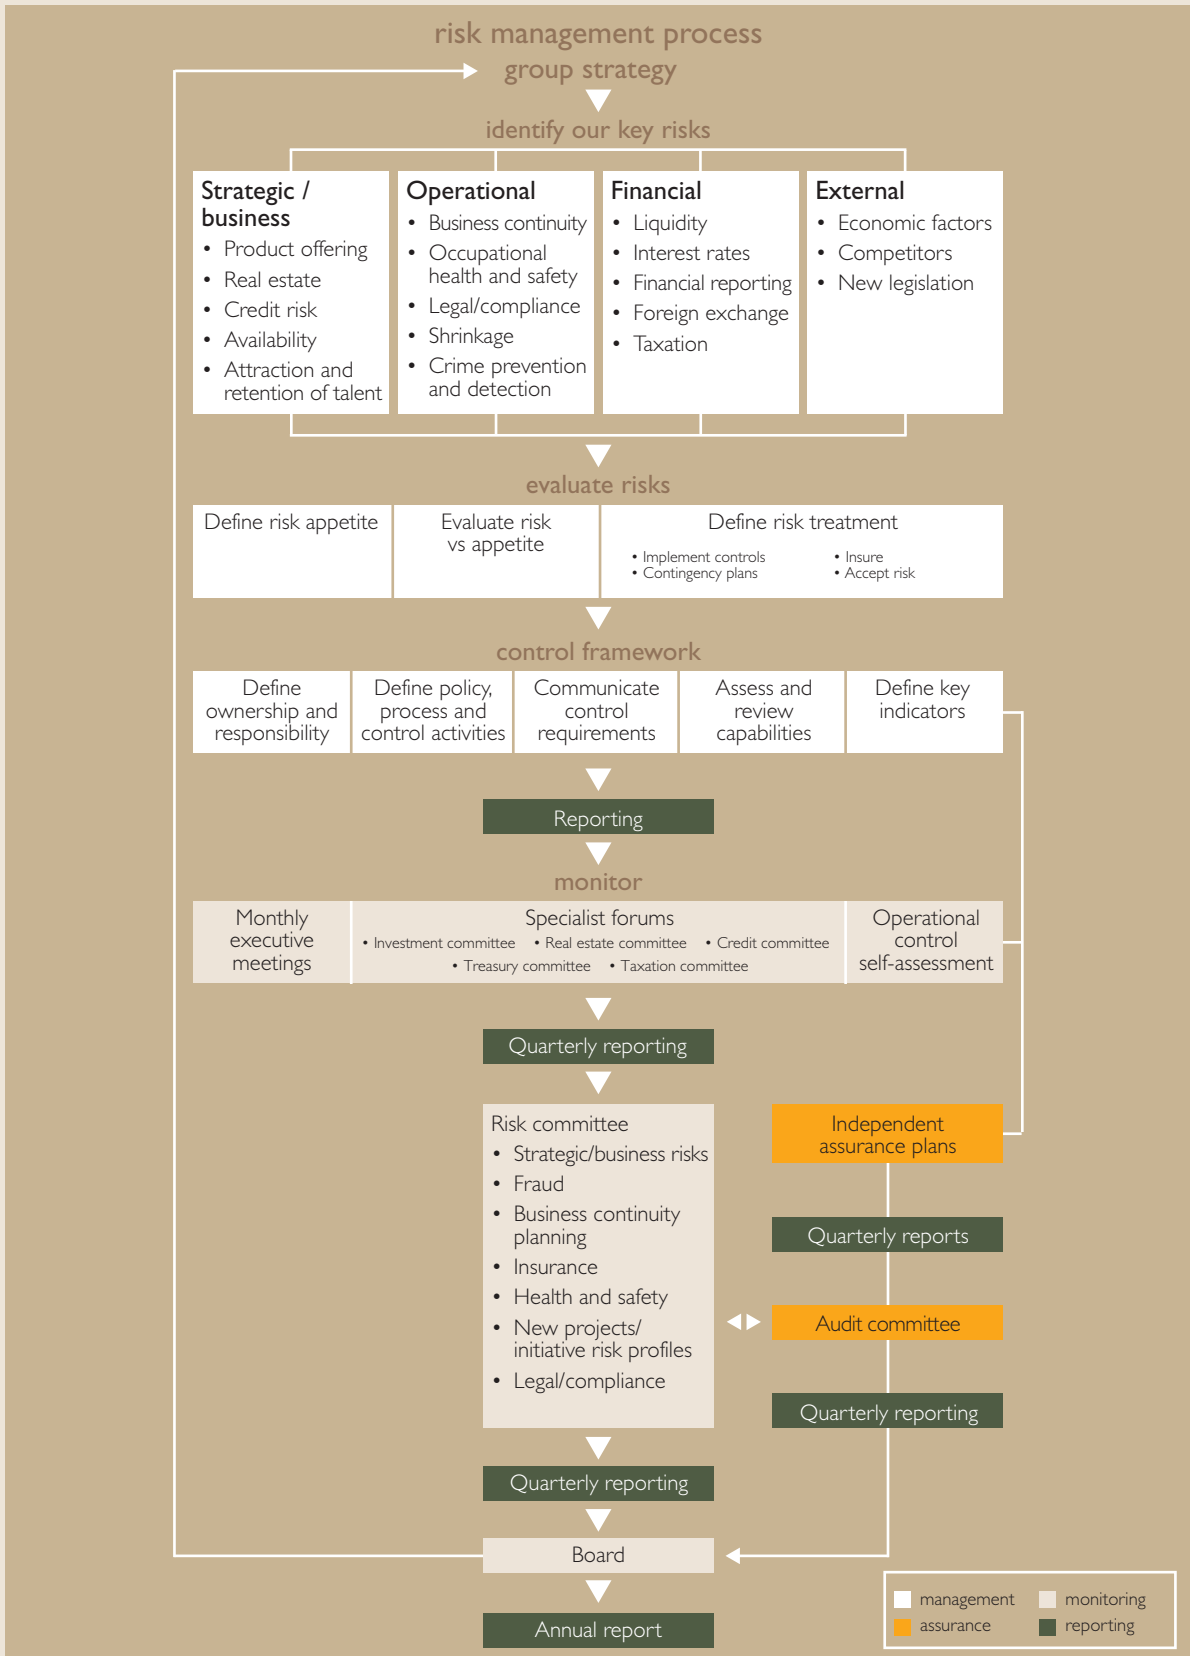 risk management process
group strategy
identify our key risks
Strategic /
business
• Product offering
• Real estate
• Credit risk
• Availability
• Attraction and
retention of talent
Operational
• Business continuity
• Occupational
health and safety
• Legal/compliance
• Shrinkage
• Crime prevention
and detection
Financial
• Liquidity
• Interest rates
• Financial reporting
• Foreign exchange
• Taxation
External
• Economic factors
• Competitors
• New legislation
evaluate risks
Define risk appetite
Evaluate risk
vs appetite
Define risk treatment
• Implement controls
• Contingency plans
• Insure
• Accept risk
control framework
Define
ownership and
responsibility
Define policy,
process and
control activities
Communicate
control
requirements
Assess and
review
capabilities
Define key
indicators
Reporting
monitor
Monthly
executive
meetings
Specialist forums
• Investment committee • Real estate committee • Credit committee
• Treasury committee • Taxation committee
Operational
control
self-assessment
Quarterly reporting
Risk committee
• Strategic/business risks
• Fraud
• Business continuity
planning
• Insurance
• Health and safety
• New projects/
initiative risk profiles
• Legal/compliance
Independent
assurance plans
Quarterly reports
Audit committee
Quarterly reporting
Quarterly reporting
Board
Annual report
management
monitoring
assurance
reporting